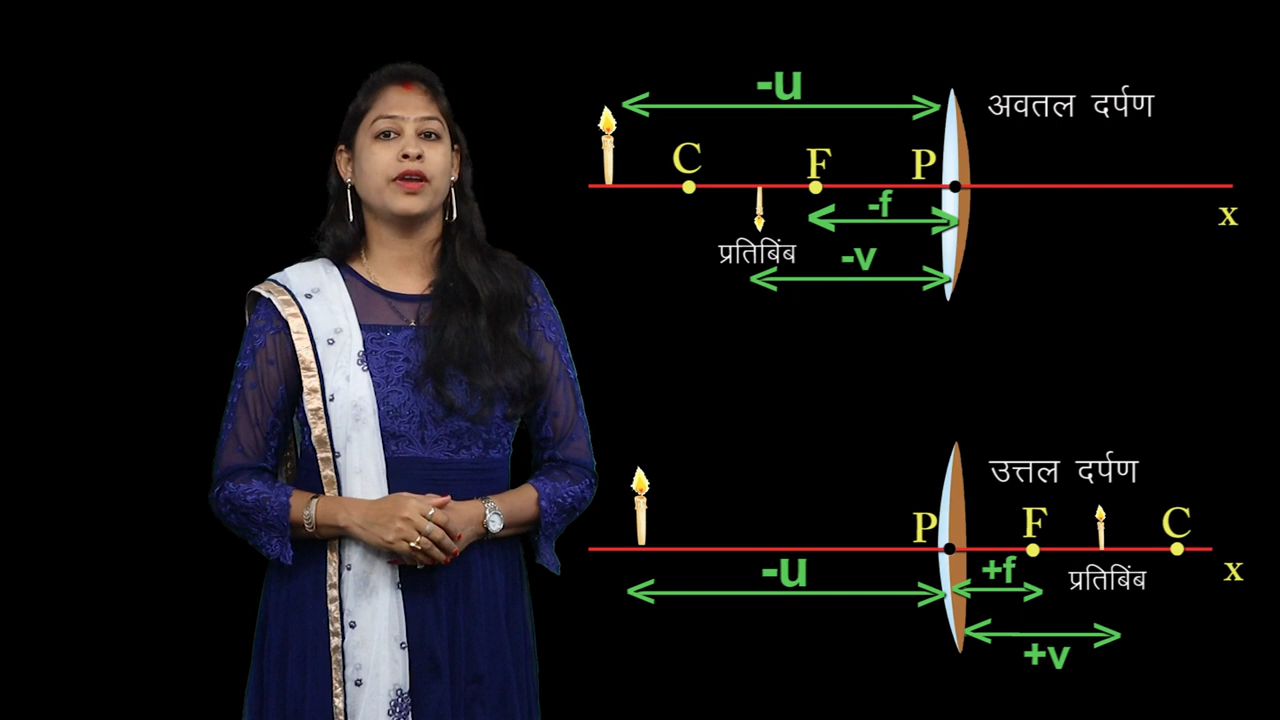 -u
अवतल दर्पण
C F P
-f
x
प्रतिबिंब
-v
उत्तल दर्पण
P F C
-u
+f
प्रतिबिंब
x
+v